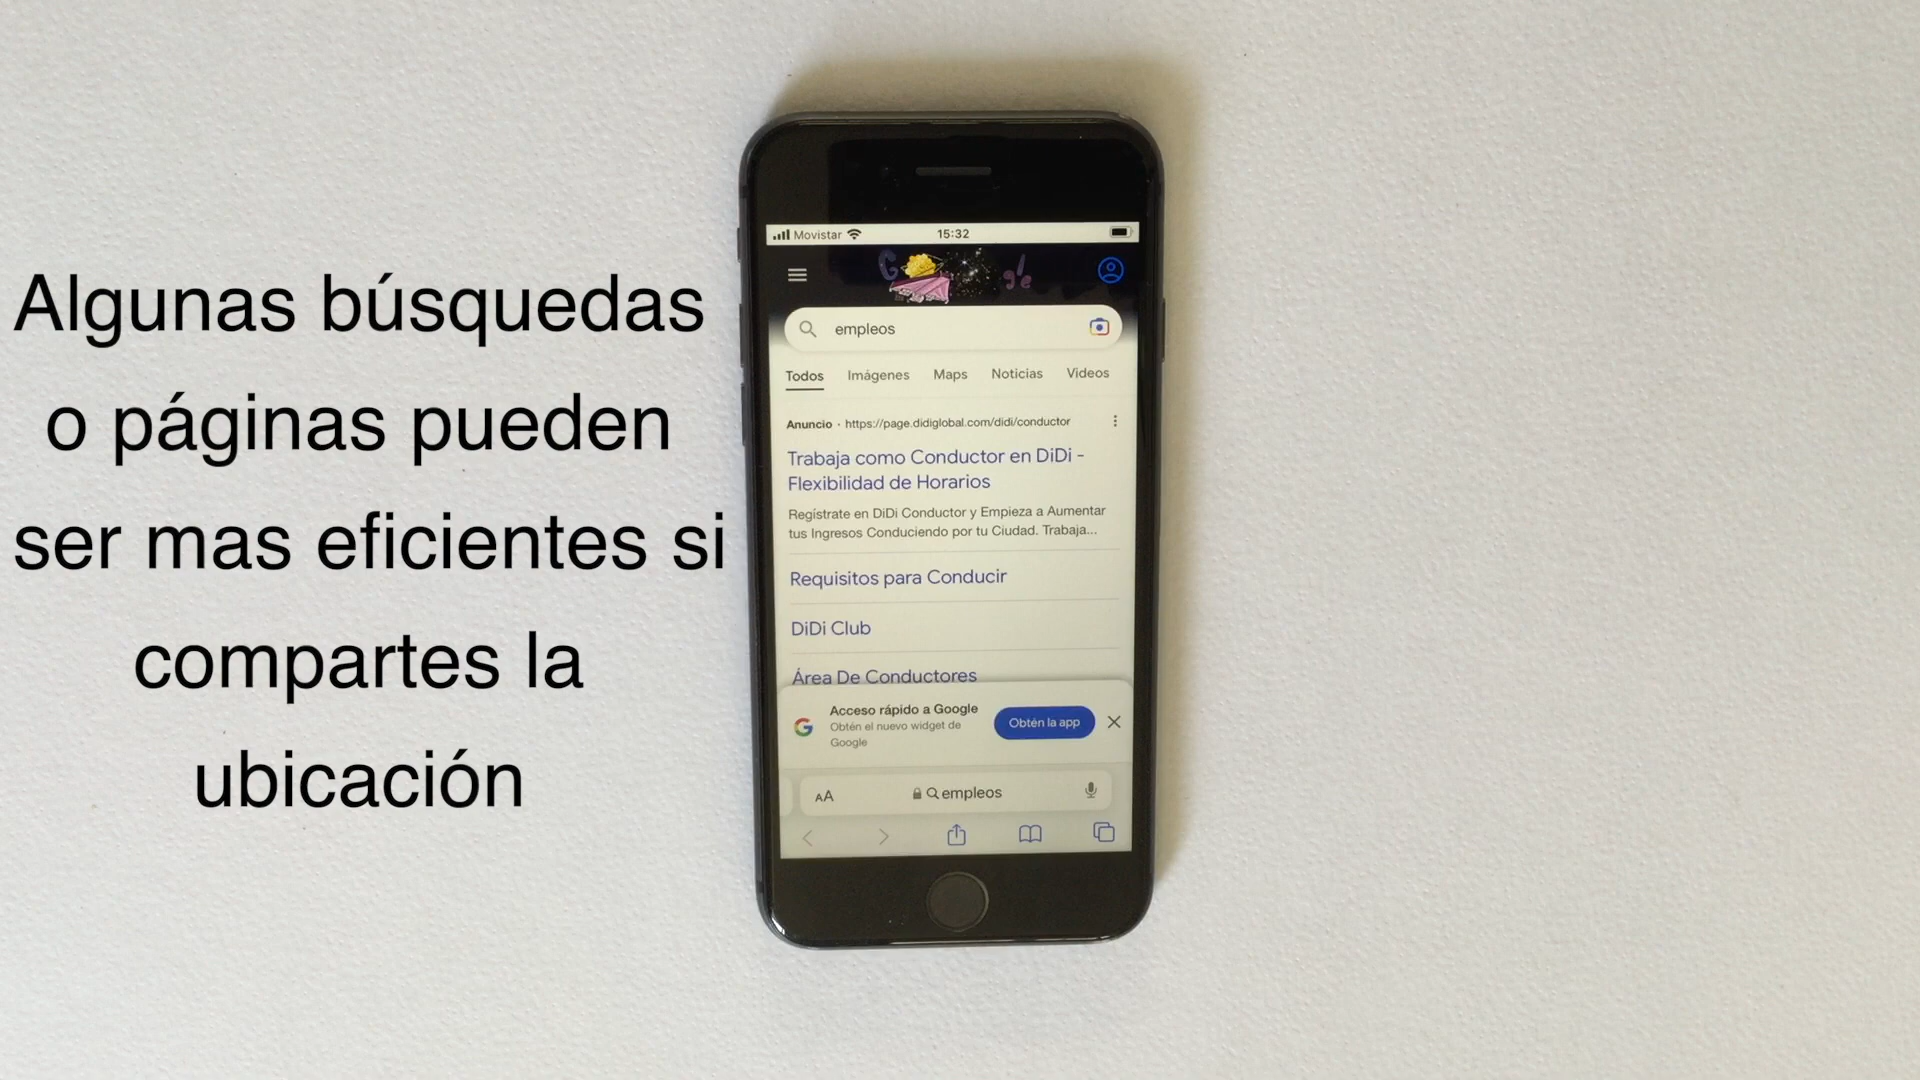 Algunas búsquedas
o páginas pueden
ser mas eficientes si
compartes la
ubicación
Movistar
15:32
empleos
Todos Imágenes Maps Noticias Videos
Anuncio · https://page.didiglobal.com/didi/conductor
Trabaja como Conductor en DiDi -
Flexibilidad de Horarios
Regístrate en DiDi Conductor y Empieza a Aumentar
tus Ingresos Conduciendo por tu Ciudad. Trabaja...
Requisitos para Conducir
DiDi Club
Área De Conductores
Acceso rápido a Google
Obtén el nuevo widget de
Google
Obtén la app
AA
empleos